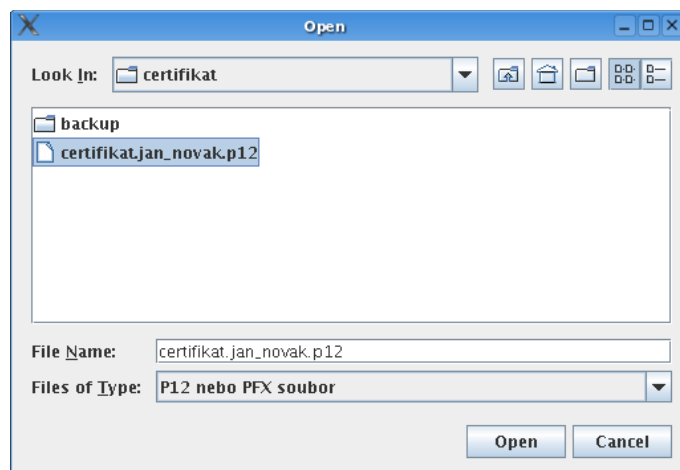 Open
Look In: certifikat
backup
certifikat.jan_novak.p12
File Name: certifikat.jan_novak.p12
Files of Type: P12 nebo PFX soubor
Open Cancel